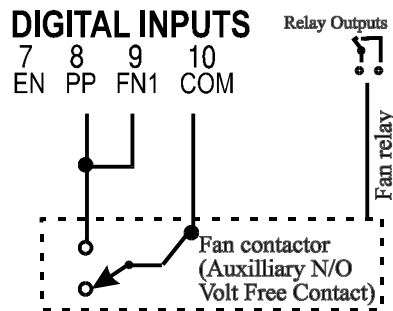 DIGITAL INPUTS
Relay Outputs
7 8 9 10
EN PP FN1 COM
Fan relay
Fan contactor
(Auxilliary N/O
Volt Free Contact)